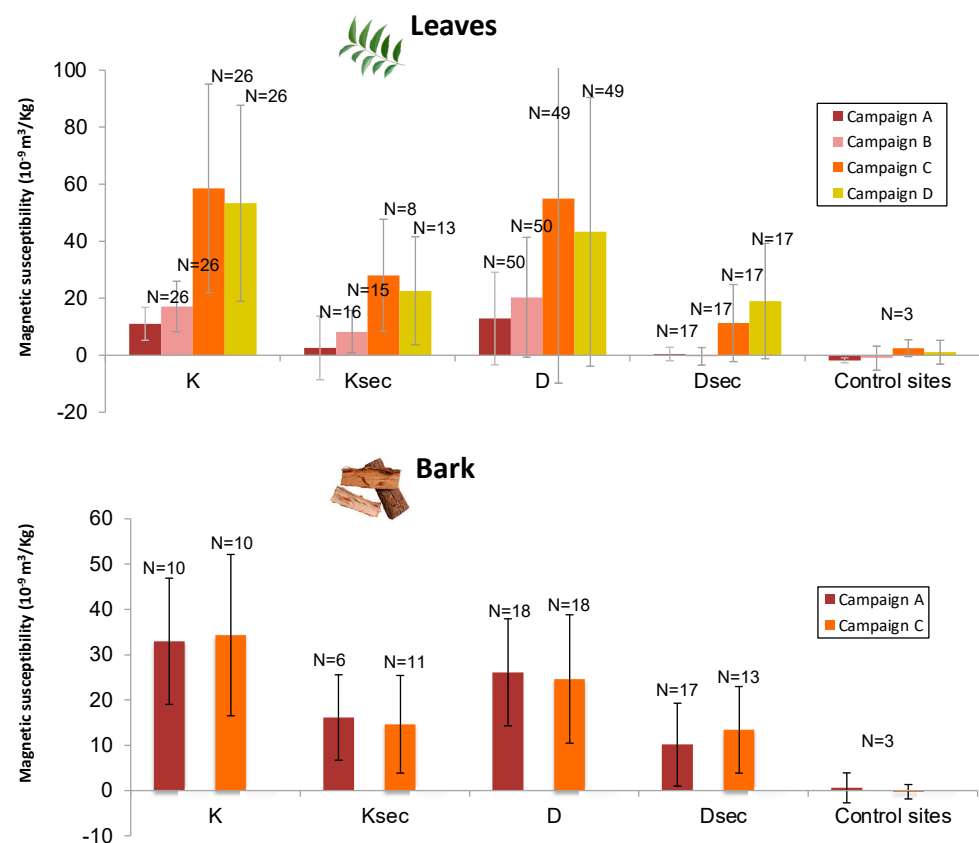 Leaves
Magnetic susceptibility (10⁻⁹ m³/Kg)
100
80
60
40
20
0
-20
N=26
N=26
N=26
N=26
N=16
N=15
N=8
N=13
N=50
N=50
N=49
N=49
N=17
N=17
N=17
N=17
N=3
Campaign A
Campaign B
Campaign C
Campaign D
K
Ksec
D
Dsec
Control sites
Bark
Magnetic susceptibility (10⁻⁹ m³/Kg)
60
50
40
30
20
10
0
-10
N=10
N=10
N=6
N=11
N=18
N=18
N=17
N=13
N=3
Campaign A
Campaign C
K
Ksec
D
Dsec
Control sites